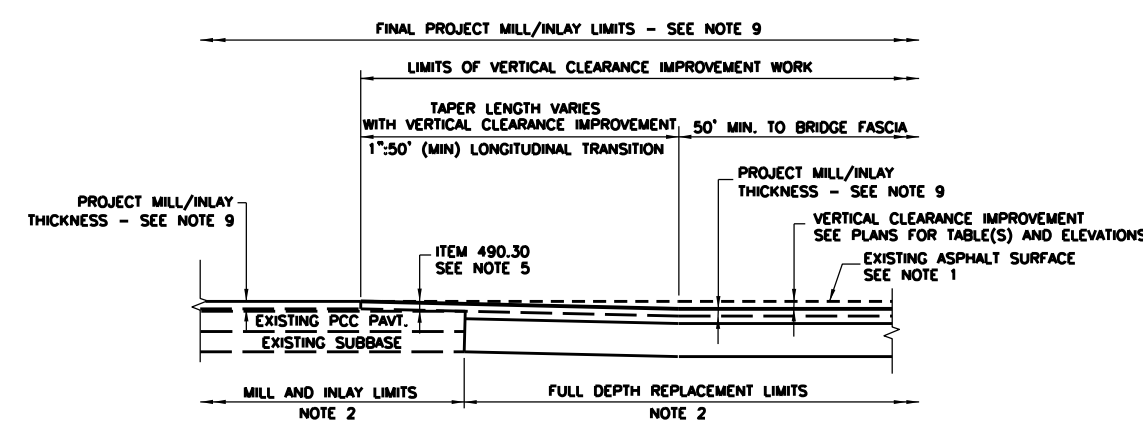 FINAL PROJECT MILL/INLAY LIMITS - SEE NOTE 9
LIMITS OF VERTICAL CLEARANCE IMPROVEMENT WORK
TAPER LENGTH VARIES
WITH VERTICAL CLEARANCE IMPROVEMENT
1":50' (MIN) LONGITUDINAL TRANSITION
50' MIN. TO BRIDGE FASCIA
PROJECT MILL/INLAY
THICKNESS - SEE NOTE 9
PROJECT MILL/INLAY
THICKNESS - SEE NOTE 9
VERTICAL CLEARANCE IMPROVEMENT
SEE PLANS FOR TABLE(S) AND ELEVATIONS
ITEM 490.30
SEE NOTE 5
EXISTING ASPHALT SURFACE
SEE NOTE 1
EXISTING PCC PAVT.
EXISTING SUBBASE
MILL AND INLAY LIMITS
NOTE 2
FULL DEPTH REPLACEMENT LIMITS
NOTE 2